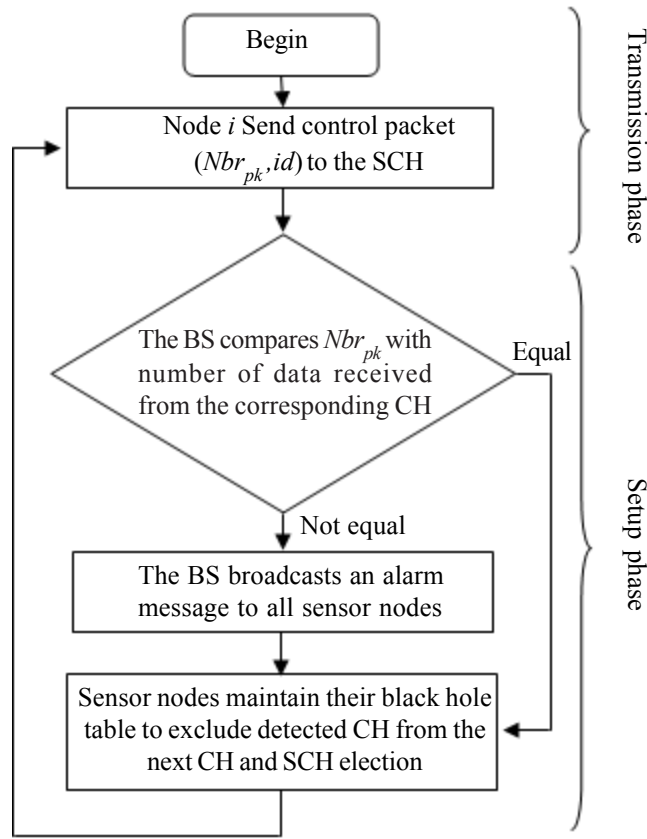 Begin
Node i Send control packet
(Nbr_pk,id) to the SCH
Transmission phase
The BS compares Nbr_pk with
number of data received
from the corresponding CH
Equal
Not equal
The BS broadcasts an alarm
message to all sensor nodes
Setup phase
Sensor nodes maintain their black hole
table to exclude detected CH from the
next CH and SCH election